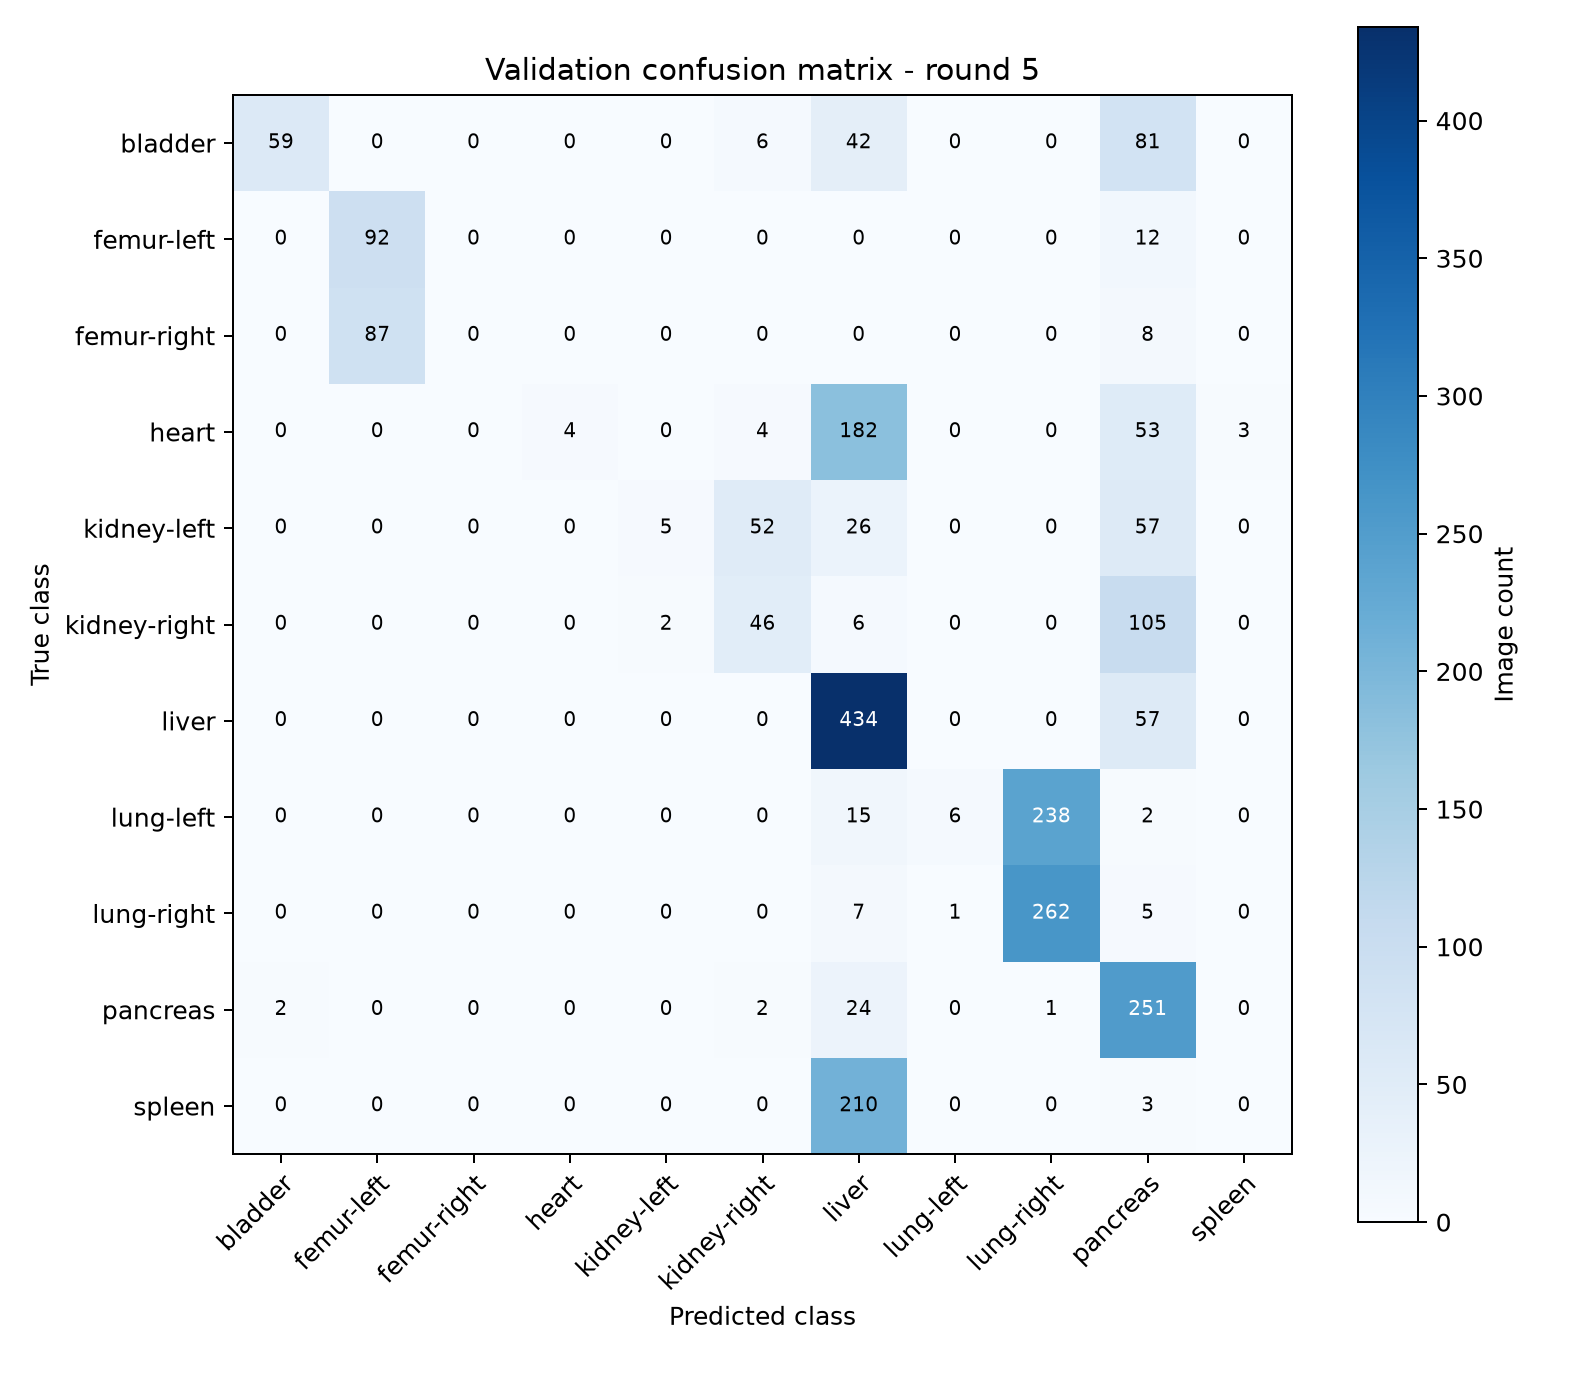 Validation confusion matrix - round 5
bladder 59 0 0 0 0 6 42 0 0 81 0
femur-left 0 92 0 0 0 0 0 0 0 12 0
femur-right 0 87 0 0 0 0 0 0 0 8 0
heart 0 0 0 4 0 4 182 0 0 53 3
kidney-left 0 0 0 0 5 52 26 0 0 57 0
kidney-right 0 0 0 0 2 46 6 0 0 105 0
liver 0 0 0 0 0 0 434 0 0 57 0
lung-left 0 0 0 0 0 0 15 6 238 2 0
lung-right 0 0 0 0 0 0 7 1 262 5 0
pancreas 2 0 0 0 0 2 24 0 1 251 0
spleen 0 0 0 0 0 0 210 0 0 3 0
True class
bladder femur-left femur-right heart kidney-left kidney-right liver lung-left lung-right pancreas spleen
Predicted class
400
350
300
250
200
150
100
50
0
Image count